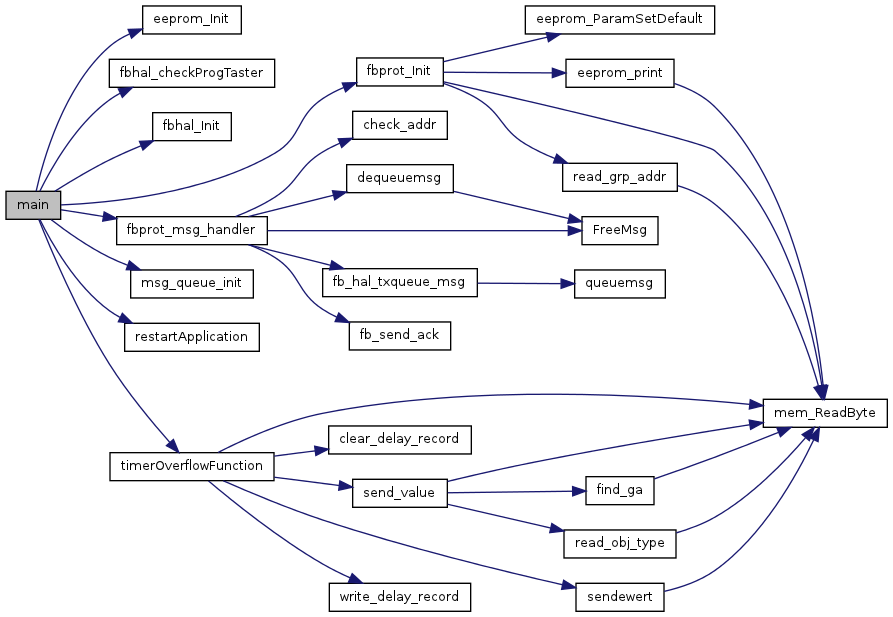 eeprom_ParamSetDefault
eeprom_Init
fbprot_Init
eeprom_print
fbhal_checkProgTaster
fbhal_Init
check_addr
dequeuemsg
read_grp_addr
main
fbprot_msg_handler
FreeMsg
msg_queue_init
fb_hal_txqueue_msg
queuemsg
restartApplication
fb_send_ack
mem_ReadByte
clear_delay_record
timerOverflowFunction
send_value
find_ga
read_obj_type
write_delay_record
sendewert